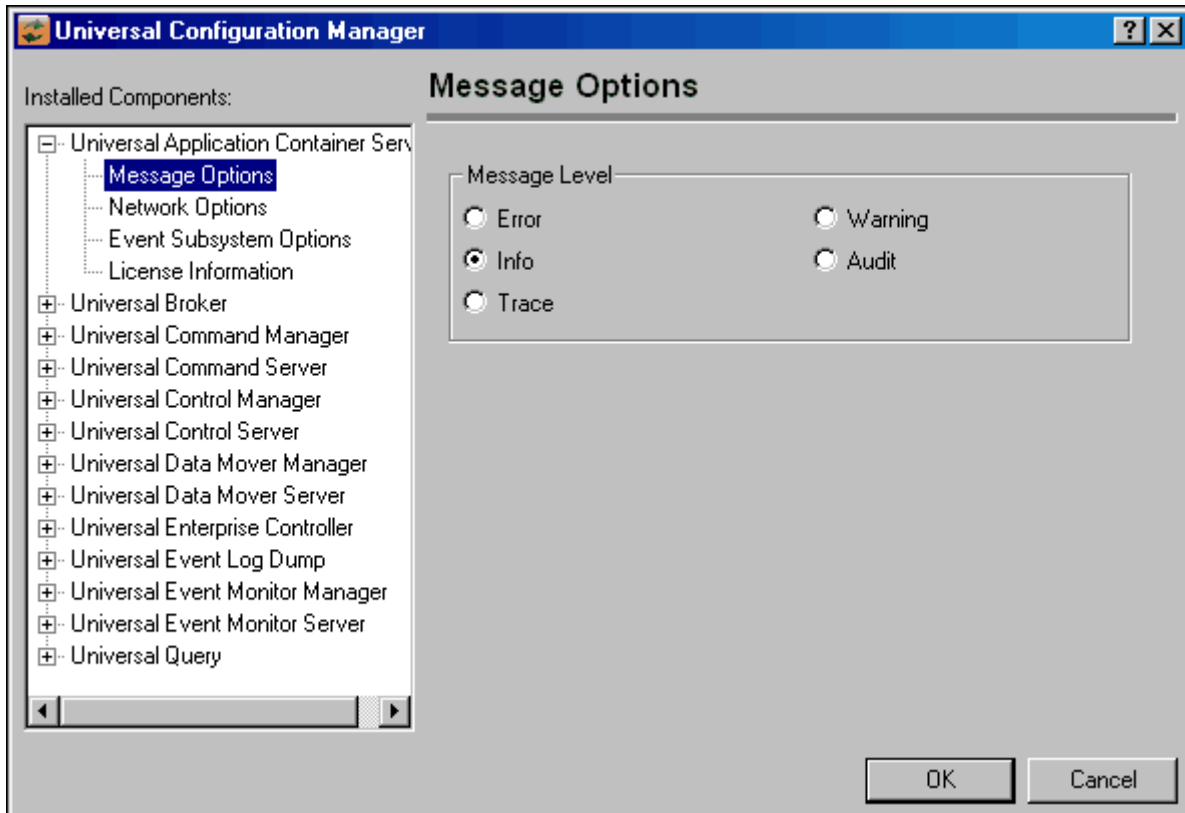 Universal Configuration Manager
Installed Components:
Universal Application Container Serv
Message Options
Network Options
Event Subsystem Options
License Information
Universal Broker
Universal Command Manager
Universal Command Server
Universal Control Manager
Universal Control Server
Universal Data Mover Manager
Universal Data Mover Server
Universal Enterprise Controller
Universal Event Log Dump
Universal Event Monitor Manager
Universal Event Monitor Server
Universal Query
Message Options
Message Level
Error
Warning
Info
Audit
Trace
OK
Cancel